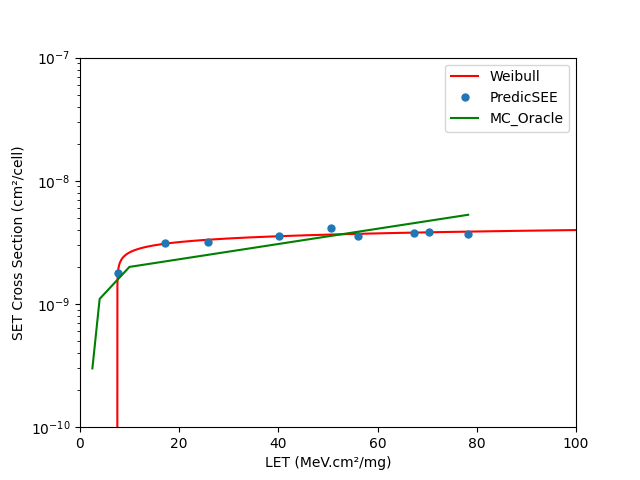 10⁻⁷
10⁻⁸
10⁻⁹
10⁻¹⁰
SET Cross Section (cm²/cell)
Weibull
PredicSEE
MC_Oracle
0 20 40 60 80 100
LET (MeV.cm²/mg)